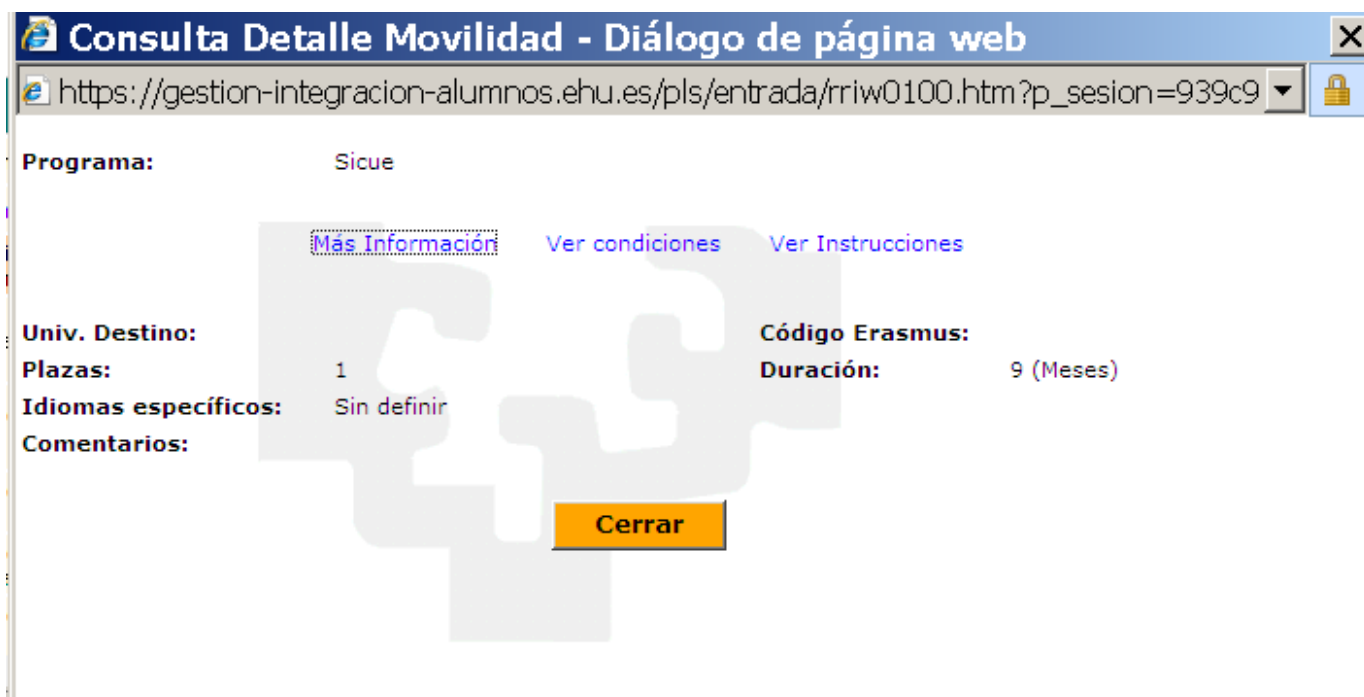 Consulta Detalle Movilidad - Diálogo de página web
https://gestion-integracion-alumnos.ehu.es/pls/entrada/rriw0100.htm?p_sesion=939c9
Programa: Sicue
Más Información Ver condiciones Ver Instrucciones
Univ. Destino: Código Erasmus:
Plazas: 1 Duración: 9 (Meses)
Idiomas específicos: Sin definir
Comentarios:
Cerrar